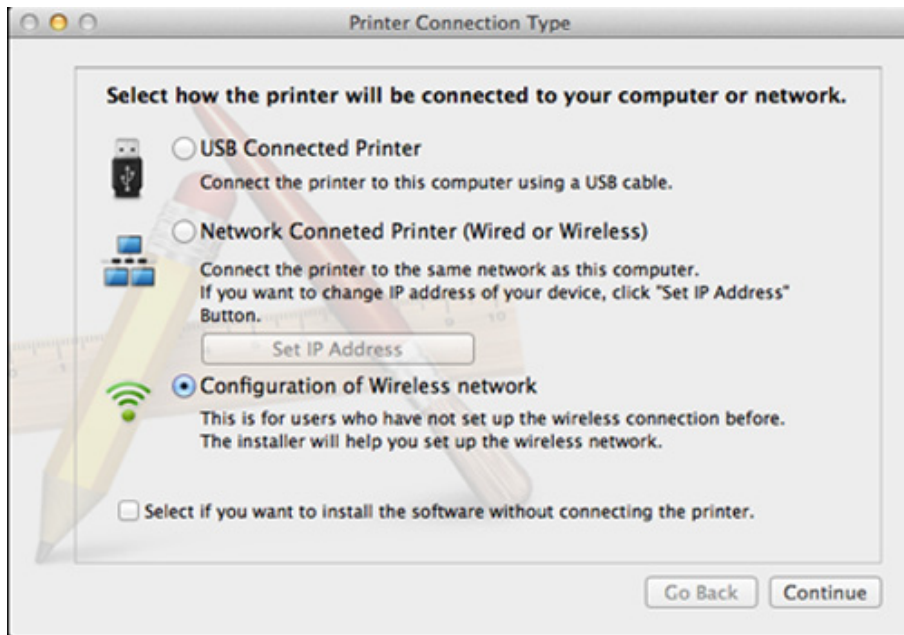 Printer Connection Type
Select how the printer will be connected to your computer or network.
USB Connected Printer
Connect the printer to this computer using a USB cable.
Network Conneted Printer (Wired or Wireless)
Connect the printer to the same network as this computer.
If you want to change IP address of your device, click "Set IP Address"
Button.
Set IP Address
Configuration of Wireless network
This is for users who have not set up the wireless connection before.
The installer will help you set up the wireless network.
Select if you want to install the software without connecting the printer.
Go Back Continue